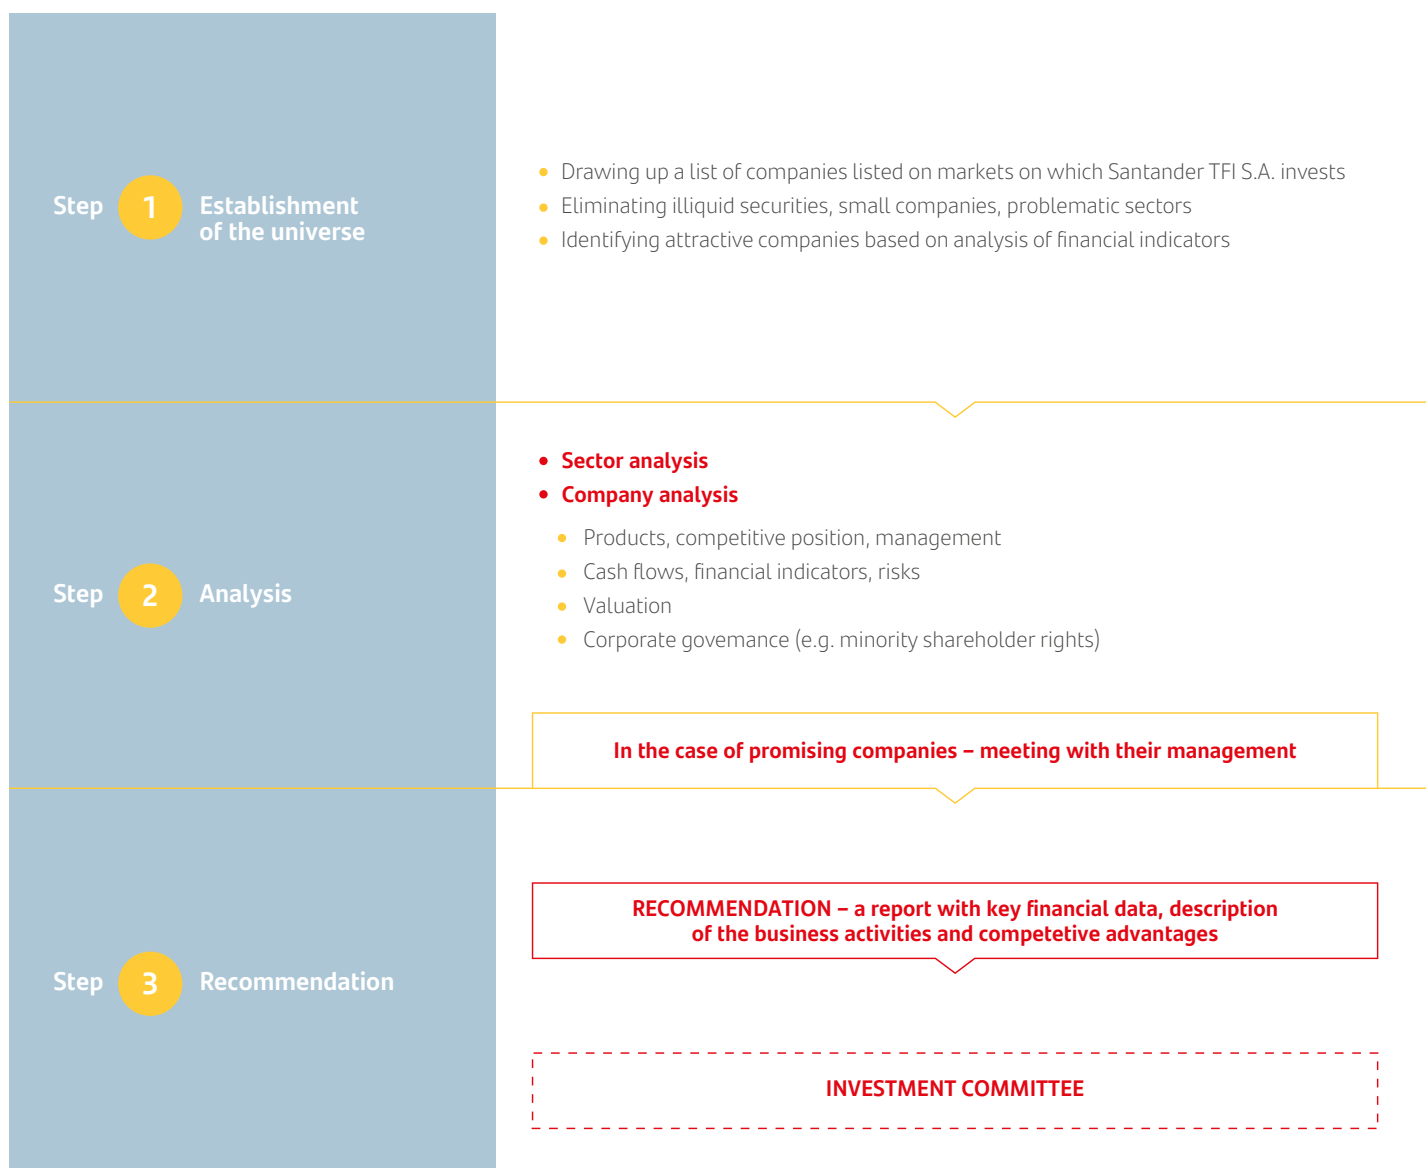 Step 1 Establishment
of the universe
• Drawing up a list of companies listed on markets on which Santander TFI S.A. invests
• Eliminating illiquid securities, small companies, problematic sectors
• Identifying attractive companies based on analysis of financial indicators
Step 2 Analysis
• Sector analysis
• Company analysis
• Products, competitive position, management
• Cash flows, financial indicators, risks
• Valuation
• Corporate govemance (e.g. minority shareholder rights)
In the case of promising companies – meeting with their management
Step 3 Recommendation
RECOMMENDATION – a report with key financial data, description
of the business activities and competetive advantages
INVESTMENT COMMITTEE